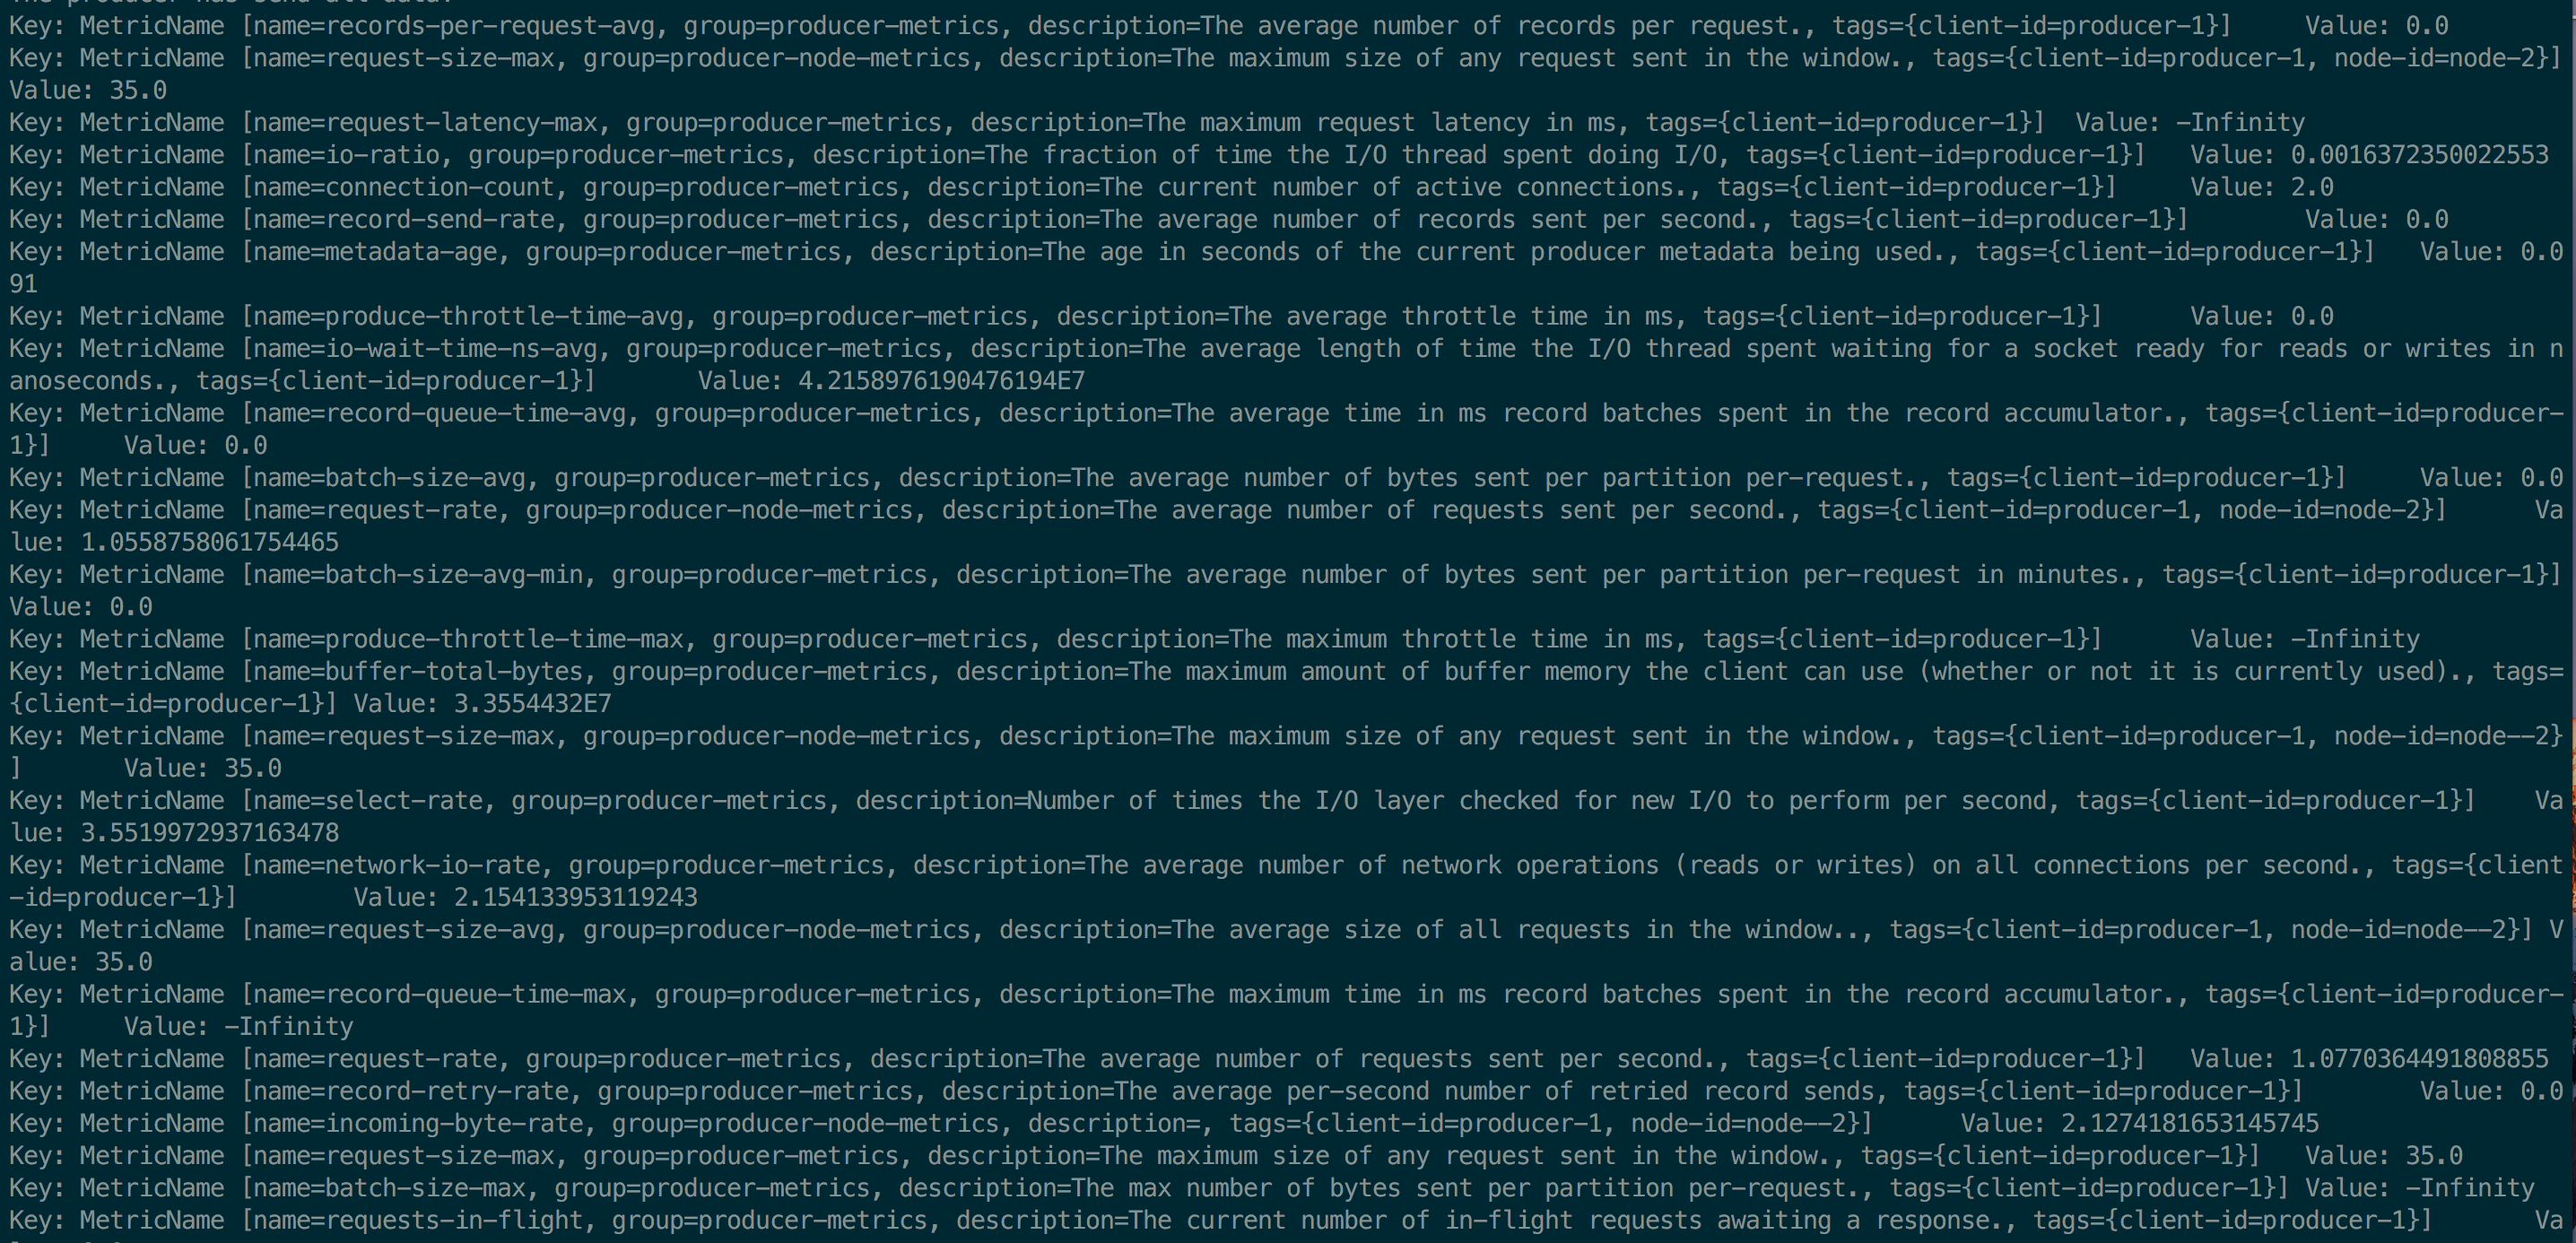 The producer has send all data.
Key: MetricName [name=records-per-request-avg, group=producer-metrics, description=The average number of records per request., tags={client-id=producer-1}] Value: 0.0
Key: MetricName [name=request-size-max, group=producer-node-metrics, description=The maximum size of any request sent in the window., tags={client-id=producer-1, node-id=node-2}]
Value: 35.0
Key: MetricName [name=request-latency-max, group=producer-metrics, description=The maximum request latency in ms, tags={client-id=producer-1}] Value: -Infinity
Key: MetricName [name=io-ratio, group=producer-metrics, description=The fraction of time the I/O thread spent doing I/O, tags={client-id=producer-1}] Value: 0.0016372350022553
Key: MetricName [name=connection-count, group=producer-metrics, description=The current number of active connections., tags={client-id=producer-1}] Value: 2.0
Key: MetricName [name=record-send-rate, group=producer-metrics, description=The average number of records sent per second., tags={client-id=producer-1}] Value: 0.0
Key: MetricName [name=metadata-age, group=producer-metrics, description=The age in seconds of the current producer metadata being used., tags={client-id=producer-1}] Value: 0.0
91
Key: MetricName [name=produce-throttle-time-avg, group=producer-metrics, description=The average throttle time in ms, tags={client-id=producer-1}] Value: 0.0
Key: MetricName [name=io-wait-time-ns-avg, group=producer-metrics, description=The average length of time the I/O thread spent waiting for a socket ready for reads or writes in n
anoseconds., tags={client-id=producer-1}] Value: 4.2158976190476194E7
Key: MetricName [name=record-queue-time-avg, group=producer-metrics, description=The average time in ms record batches spent in the record accumulator., tags={client-id=producer-
1}] Value: 0.0
Key: MetricName [name=batch-size-avg, group=producer-metrics, description=The average number of bytes sent per partition per-request., tags={client-id=producer-1}] Value: 0.0
Key: MetricName [name=request-rate, group=producer-node-metrics, description=The average number of requests sent per second., tags={client-id=producer-1, node-id=node-2}] Va
lue: 1.0558758061754465
Key: MetricName [name=batch-size-avg-min, group=producer-metrics, description=The average number of bytes sent per partition per-request in minutes., tags={client-id=producer-1}]
Value: 0.0
Key: MetricName [name=produce-throttle-time-max, group=producer-metrics, description=The maximum throttle time in ms, tags={client-id=producer-1}] Value: -Infinity
Key: MetricName [name=buffer-total-bytes, group=producer-metrics, description=The maximum amount of buffer memory the client can use (whether or not it is currently used)., tags=
{client-id=producer-1}] Value: 3.3554432E7
Key: MetricName [name=request-size-max, group=producer-node-metrics, description=The maximum size of any request sent in the window., tags={client-id=producer-1, node-id=node--2}
] Value: 35.0
Key: MetricName [name=select-rate, group=producer-metrics, description=Number of times the I/O layer checked for new I/O to perform per second, tags={client-id=producer-1}] Va
lue: 3.5519972937163478
Key: MetricName [name=network-io-rate, group=producer-metrics, description=The average number of network operations (reads or writes) on all connections per second., tags={client
-id=producer-1}] Value: 2.154133953119243
Key: MetricName [name=request-size-avg, group=producer-node-metrics, description=The average size of all requests in the window.., tags={client-id=producer-1, node-id=node--2}] V
alue: 35.0
Key: MetricName [name=record-queue-time-max, group=producer-metrics, description=The maximum time in ms record batches spent in the record accumulator., tags={client-id=producer-
1}] Value: -Infinity
Key: MetricName [name=request-rate, group=producer-metrics, description=The average number of requests sent per second., tags={client-id=producer-1}] Value: 1.0770364491808855
Key: MetricName [name=record-retry-rate, group=producer-metrics, description=The average per-second number of retried record sends, tags={client-id=producer-1}] Value: 0.0
Key: MetricName [name=incoming-byte-rate, group=producer-node-metrics, description=, tags={client-id=producer-1, node-id=node--2}] Value: 2.1274181653145745
Key: MetricName [name=request-size-max, group=producer-metrics, description=The maximum size of any request sent in the window., tags={client-id=producer-1}] Value: 35.0
Key: MetricName [name=batch-size-max, group=producer-metrics, description=The max number of bytes sent per partition per-request., tags={client-id=producer-1}] Value: -Infinity
Key: MetricName [name=requests-in-flight, group=producer-metrics, description=The current number of in-flight requests awaiting a response., tags={client-id=producer-1}] Va